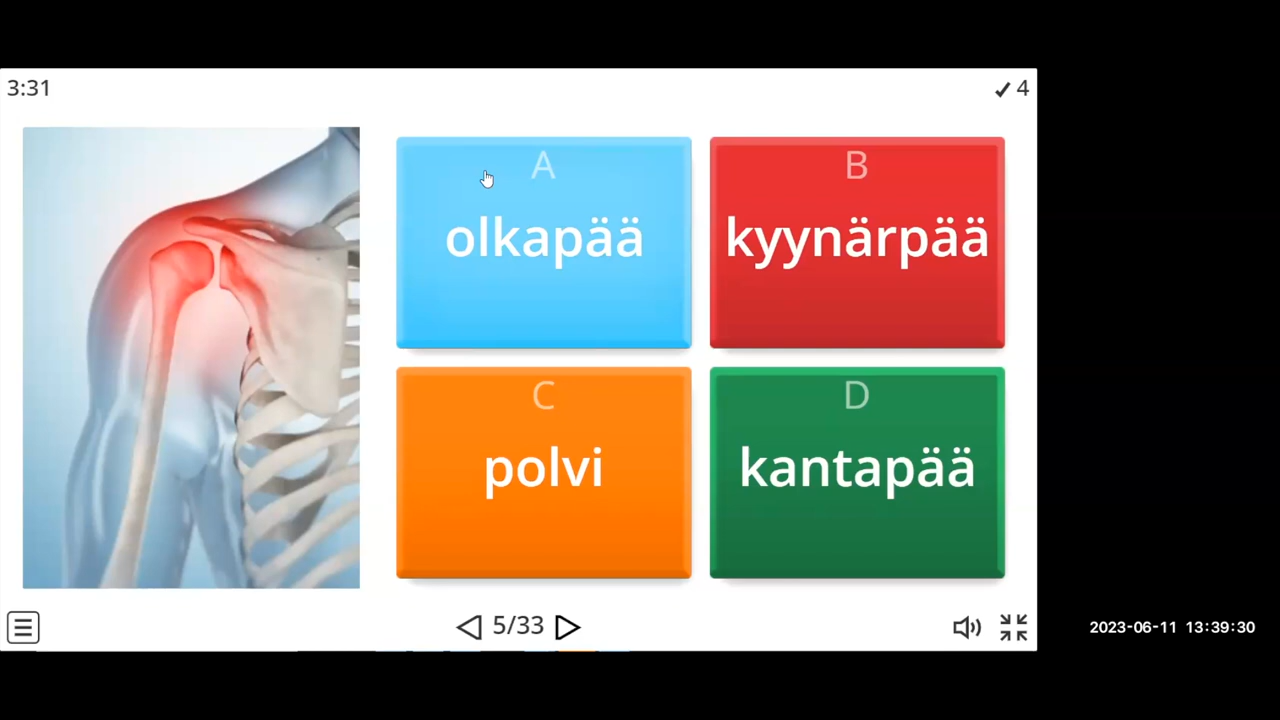 3:31
✓ 4
A
olkapää
B
kyynärpää
C
polvi
D
kantapää
5/33
2023-06-11 13:39:30